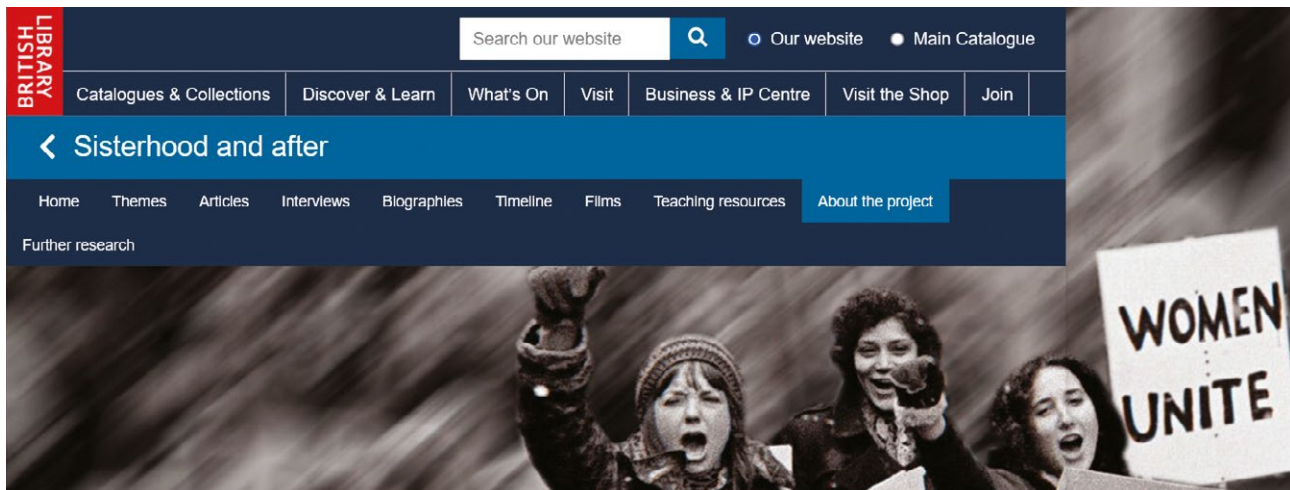 BRITISH
LIBRARY
Search our website
Our website
Main Catalogue
Catalogues & Collections
Discover & Learn
What's On
Visit
Business & IP Centre
Visit the Shop
Join
Sisterhood and after
Home
Themes
Articles
Interviews
Biographies
Timeline
Films
Teaching resources
About the project
Further research
WOMEN
UNITE